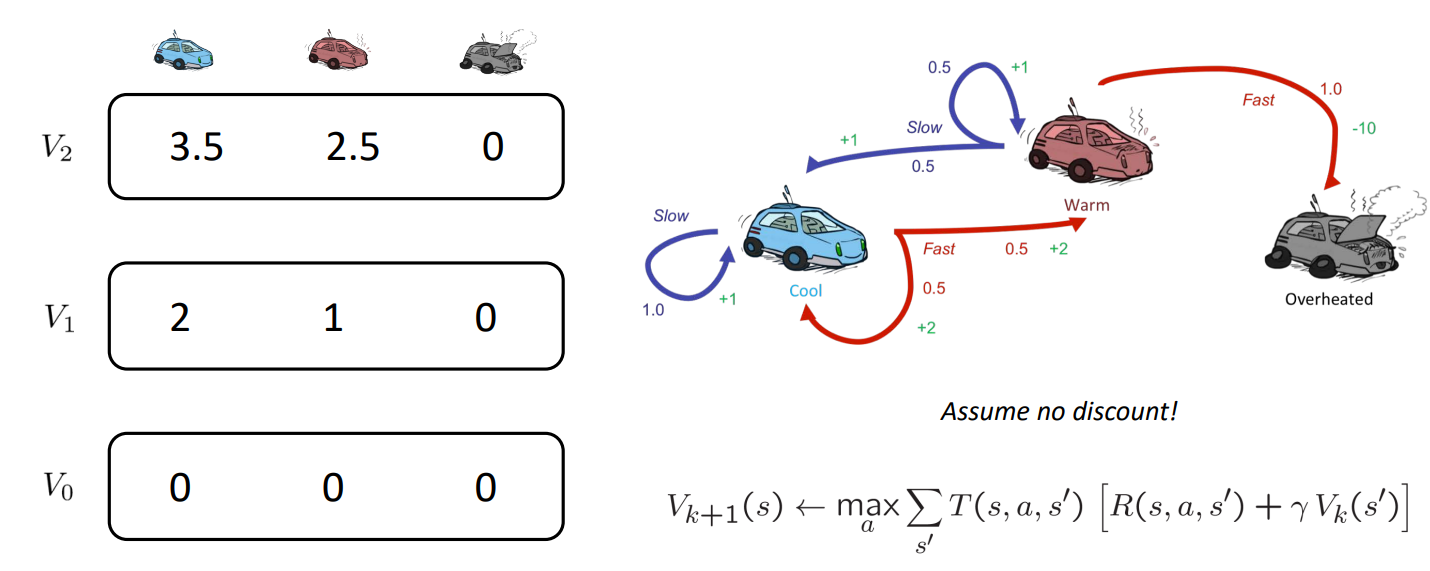 V₂ 3.5 2.5 0
V₁ 2 1 0
V₀ 0 0 0
0.5 +1
Slow
+1
0.5
Fast
1.0
-10
Warm
Slow
1.0
+1
Cool
Fast 0.5 +2
0.5
+2
Overheated
Assume no discount!
Vₖ₊₁(s) ← max_a ∑_{s′} T(s, a, s′) [R(s, a, s′) + γ Vₖ(s′)]